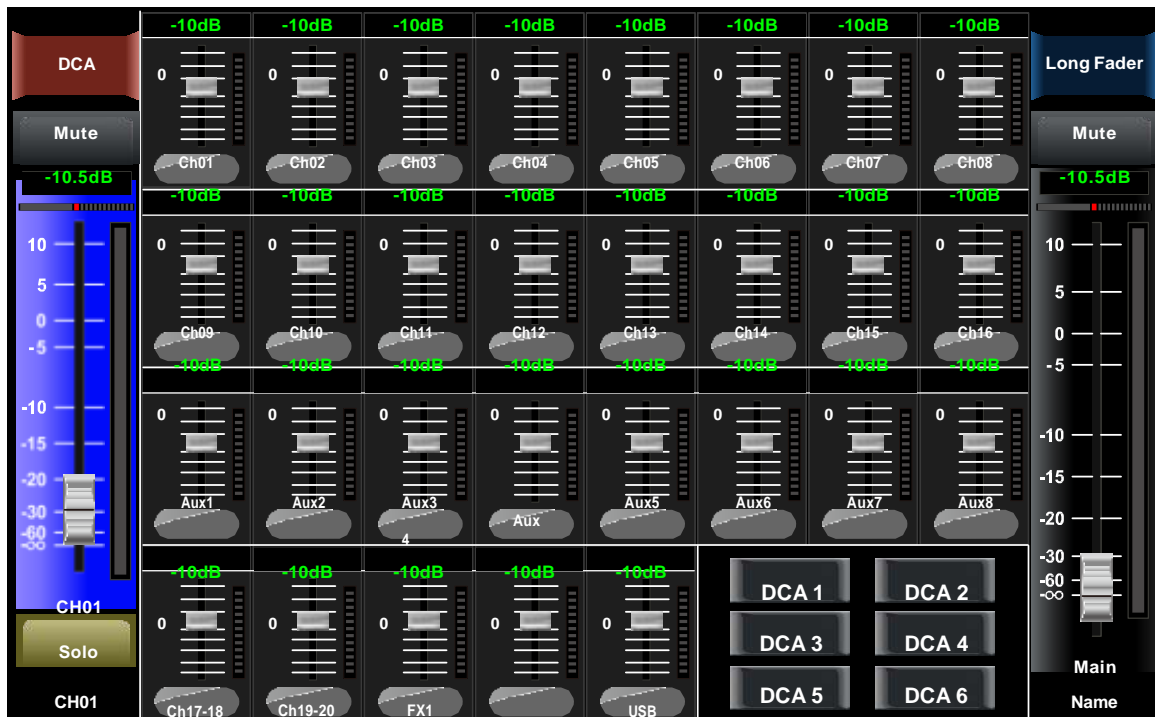 -10dB -10dB -10dB -10dB -10dB -10dB -10dB -10dB
DCA
Long Fader
0 0 0 0 0 0 0 0
Mute
Mute
Ch01 Ch02 Ch03 Ch04 Ch05 Ch06 Ch07 Ch08
-10.5dB
-10.5dB
-10dB -10dB -10dB -10dB -10dB -10dB -10dB -10dB
10
0 0 0 0 0 0 0 0
10
5
5
0
0
-5
-5
Ch09 Ch10 Ch11 Ch12 Ch13 Ch14 Ch15 Ch16
-10dB -10dB -10dB -10dB -10dB -10dB -10dB -10dB
-10
0 0 0 0 0 0 0 0
-10
-15
-15
-20
-20
-30
-30
-60
-60
∞
∞
Aux1 Aux2 Aux3 Aux Aux5 Aux6 Aux7 Aux8
4
-10dB -10dB -10dB -10dB -10dB
DCA 1 DCA 2
CH01
0 0 0 0 0
DCA 3 DCA 4
Solo
Main
DCA 5 DCA 6
CH01
Name
Ch17-18 Ch19-20 FX1 USB